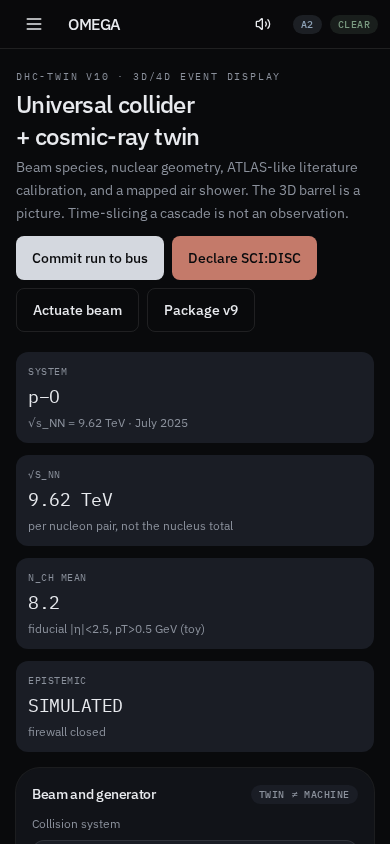 OMEGA
A2
CLEAR
DHC-TWIN V10 · 3D/4D EVENT DISPLAY
Universal collider
+ cosmic-ray twin
Beam species, nuclear geometry, ATLAS-like literature
calibration, and a mapped air shower. The 3D barrel is a
picture. Time-slicing a cascade is not an observation.
Commit run to bus
Declare SCI:DISC
Actuate beam
Package v9
SYSTEM
p–O
√s_NN = 9.62 TeV · July 2025
√S_NN
9.62 TeV
per nucleon pair, not the nucleus total
N_CH MEAN
8.2
fiducial |η|<2.5, pT>0.5 GeV (toy)
EPISTEMIC
SIMULATED
firewall closed
Beam and generator
TWIN ≠ MACHINE
Collision system